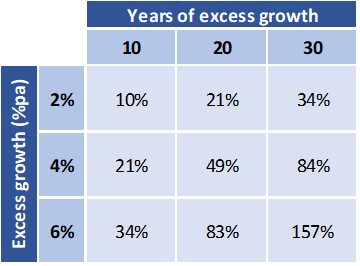 Years of excess growth
10 20 30
Excess growth (%pa)
2% 10% 21% 34%
4% 21% 49% 84%
6% 34% 83% 157%